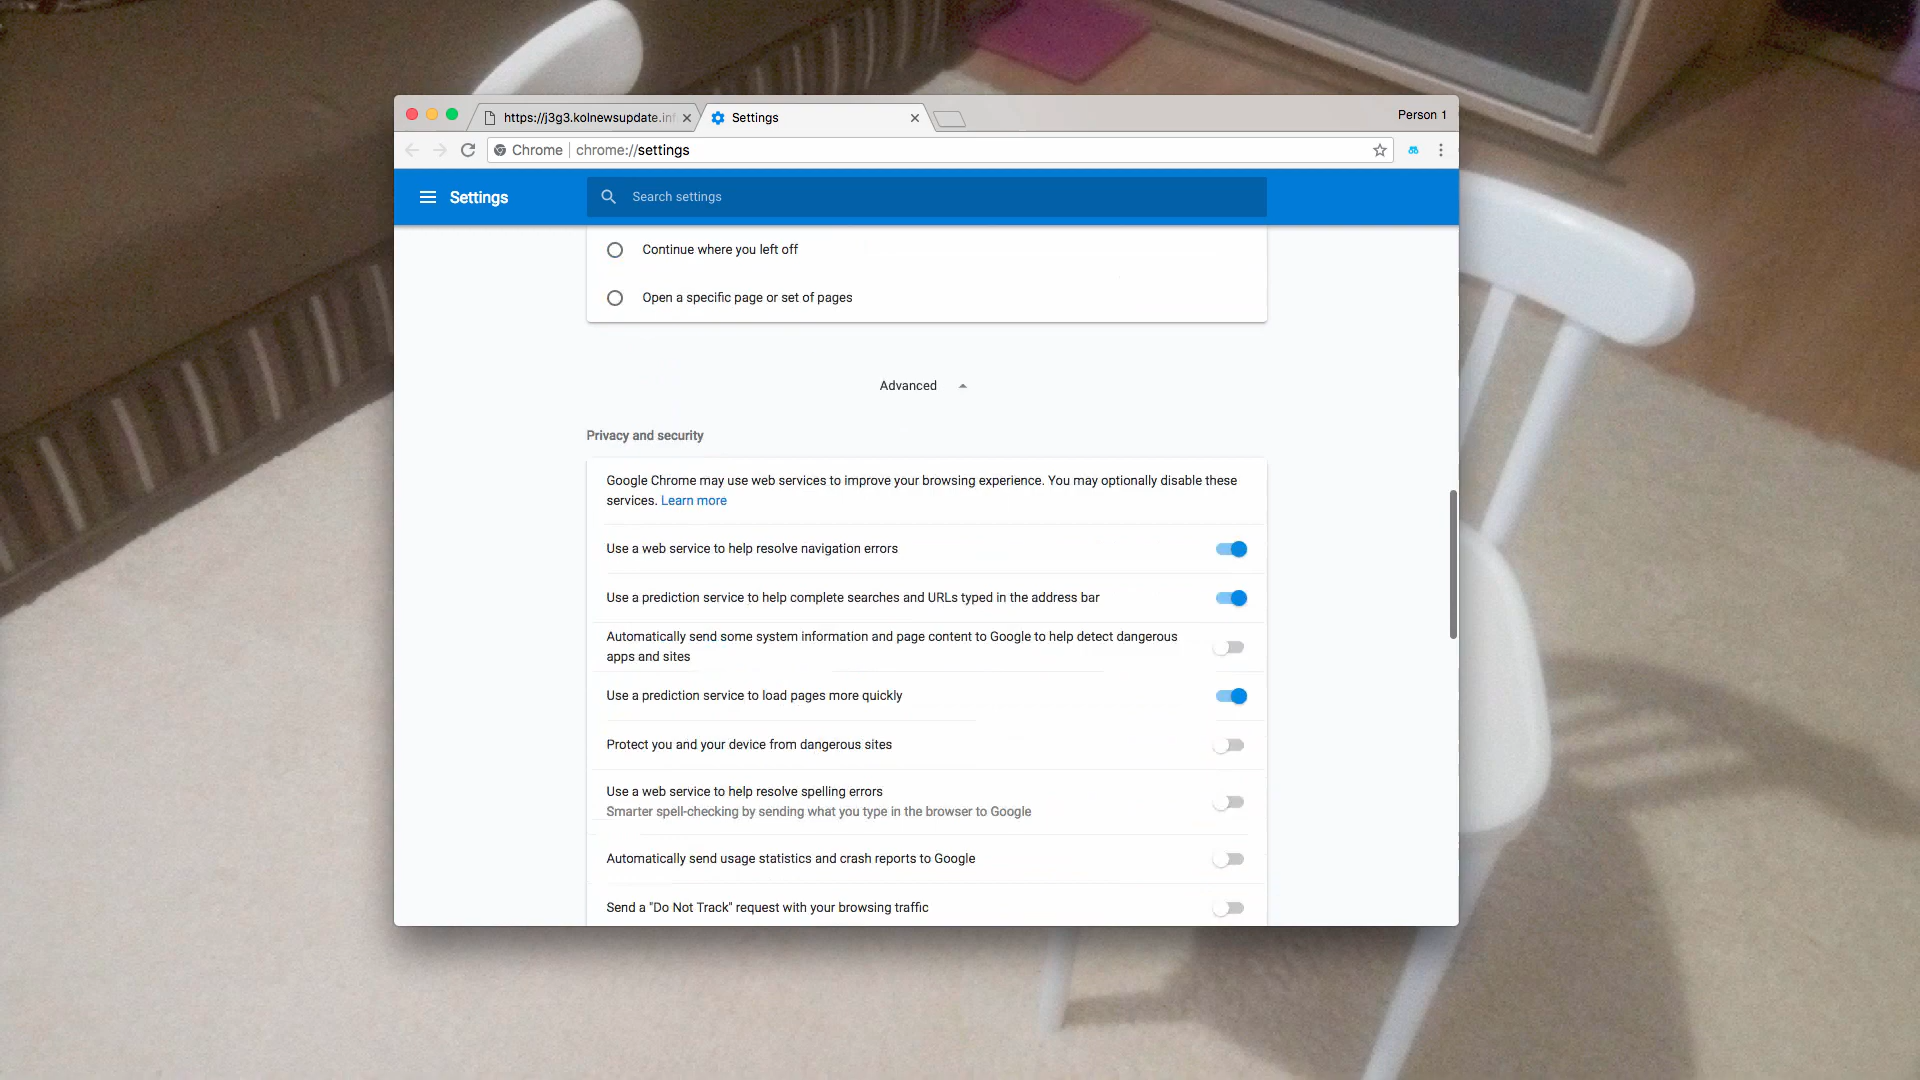 https://j3g3.kolnewsupdate.in
Settings
Person 1
Chrome
chrome://settings
Settings
Search settings
Continue where you left off
Open a specific page or set of pages
Advanced
Privacy and security
Google Chrome may use web services to improve your browsing experience. You may optionally disable these
services. Learn more
Use a web service to help resolve navigation errors
Use a prediction service to help complete searches and URLs typed in the address bar
Automatically send some system information and page content to Google to help detect dangerous
apps and sites
Use a prediction service to load pages more quickly
Protect you and your device from dangerous sites
Use a web service to help resolve spelling errors
Smarter spell-checking by sending what you type in the browser to Google
Automatically send usage statistics and crash reports to Google
Send a "Do Not Track" request with your browsing traffic